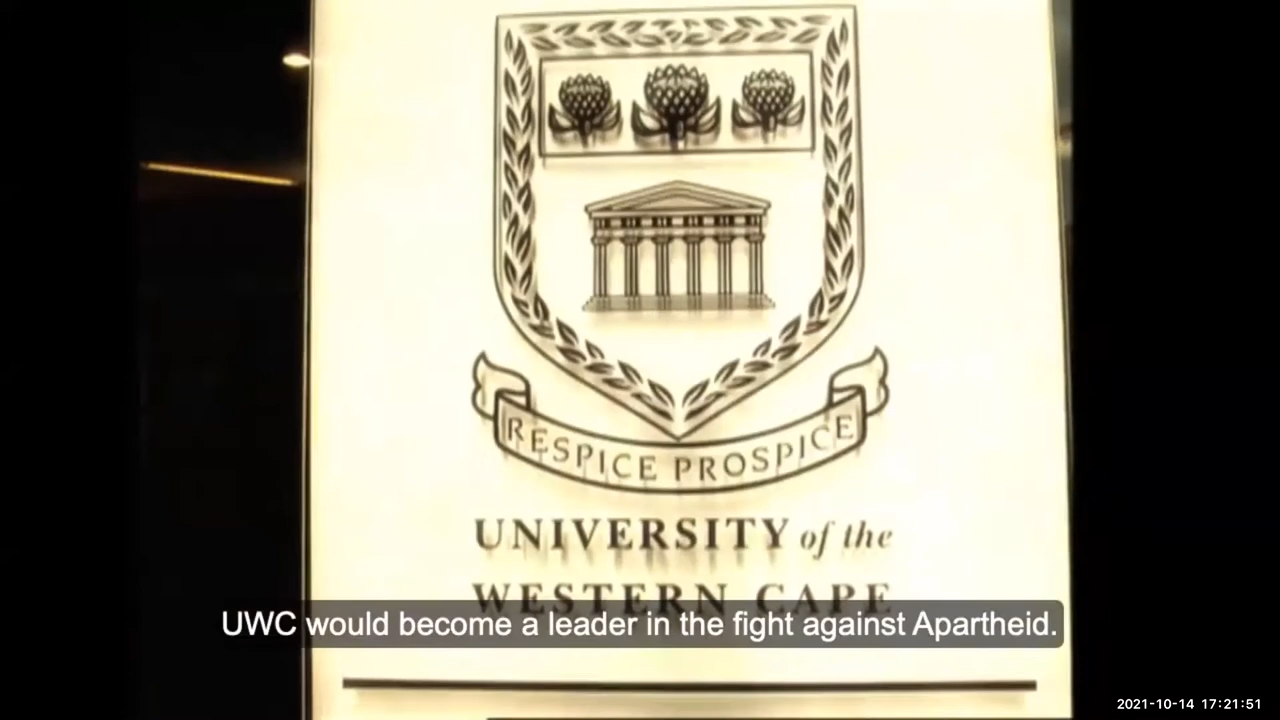 RESPICE PROSPICE
UNIVERSITY of the
WESTERN CAPE
UWC would become a leader in the fight against Apartheid.
2021-10-14 17:21:51